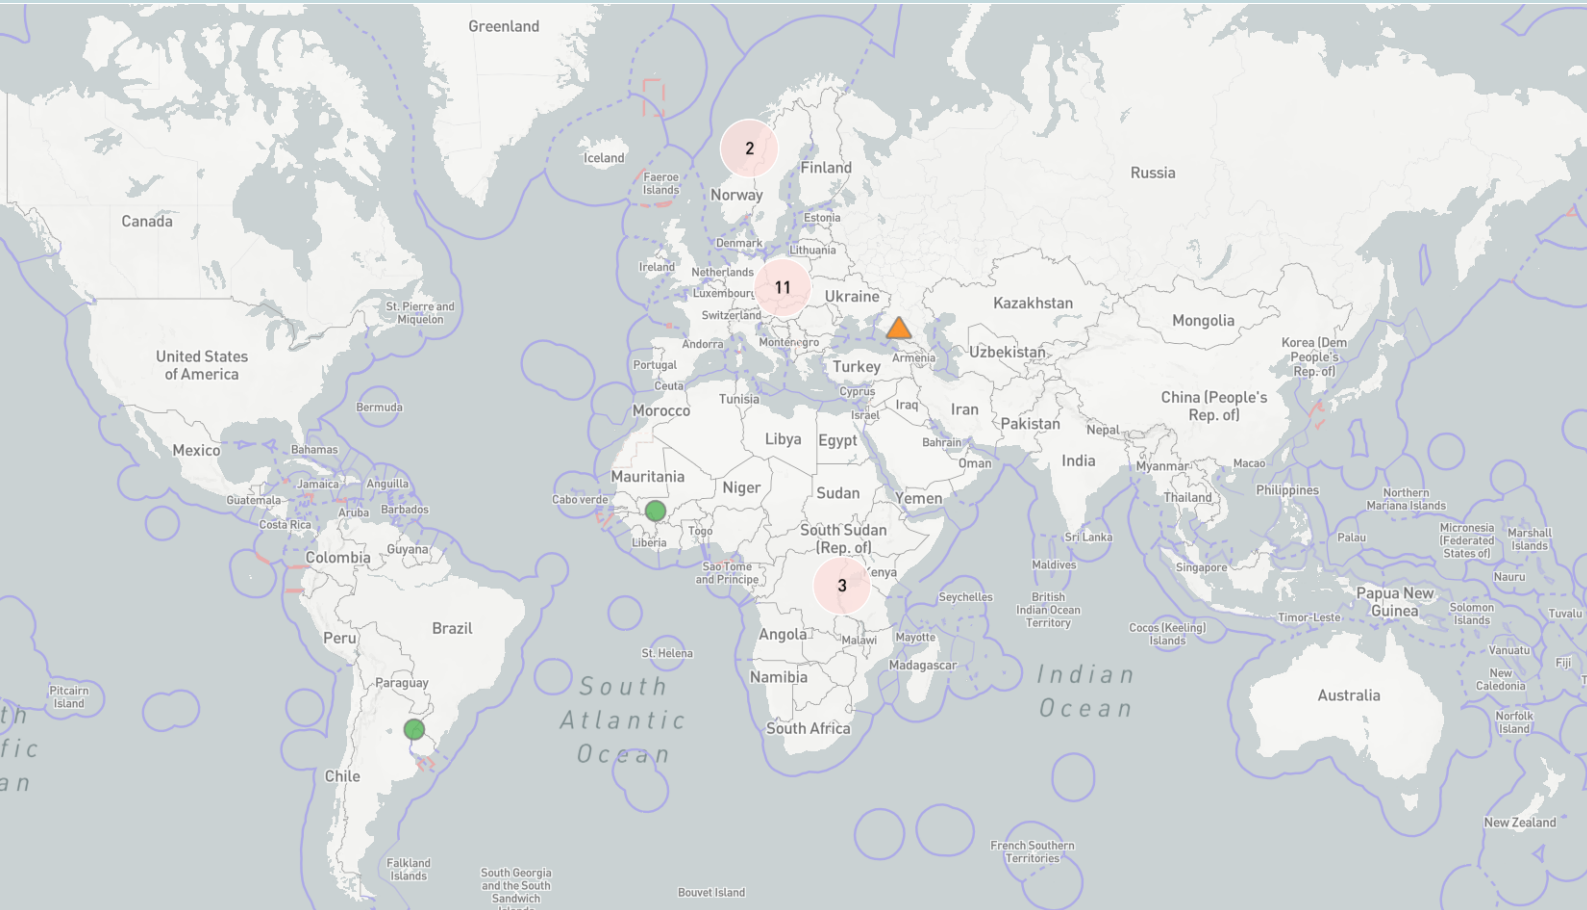 Greenland
Iceland
Faeroe
Islands
Finland
Norway
Russia
Canada
Estonia
Denmark
Lithuania
Ireland
Netherlands
Luxembourg
Ukraine
Switzerland
Kazakhstan
Mongolia
St. Pierre and
Miquelon
2
11
United States
of America
Andorra
Montenegro
Armenia
Uzbekistan
Korea (Dem
People's
Rep. of)
Portugal
Turkey
Ceuta
Cyprus
Tunisia
Bermuda
Morocco
Israel
Iraq
Iran
Pakistan
China (People's
Rep. of)
Nepal
Mexico
Bahamas
Libya
Egypt
Bahrain
Oman
India
Myanmar
Macao
Mauritania
Niger
Sudan
Yemen
Thailand
Philippines
Northern
Mariana Islands
Jamaica
Anguilla
Guatemala
Aruba
Barbados
Cabo verde
Costa Rica
Colombia
Guyana
Liberia
Togo
South Sudan
(Rep. of)
Sri Lanka
Palau
Micronesia
(Federated
States of)
Marshall
Islands
Sao Tome
and Principe
3
Kenya
Maldives
Singapore
Nauru
Seychelles
British
Indian Ocean
Territory
Papua New
Guinea
Solomon
Islands
Tuvalu
Timor-Leste
Peru
Brazil
Angola
Malawi
Mayotte
Cocos (Keeling)
Islands
St. Helena
Madagascar
Vanuatu
Fiji
Paraguay
Namibia
New
Caledonia
Pitcairn
Island
South
Atlantic
Ocean
Indian
Ocean
Australia
South Africa
Norfolk
Island
th
fic
an
Chile
New Zealand
Falkland
Islands
South Georgia
and the South
Sandwich
Bouvet Island
French Southern
Territories